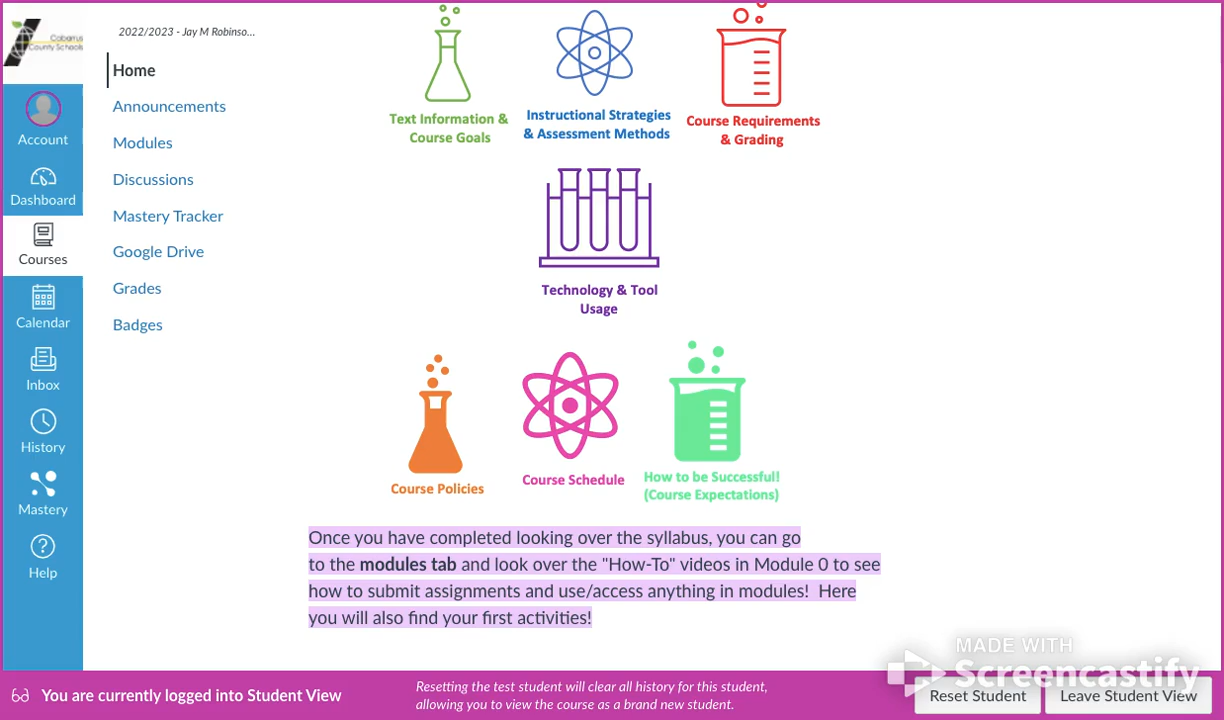 Cabarrus
County Schools
2022/2023 - Jay M Robinso...
Home
Announcements
Modules
Discussions
Mastery Tracker
Google Drive
Grades
Badges
Account
Dashboard
Courses
Calendar
Inbox
History
Mastery
Help
Text Information &
Course Goals
Instructional Strategies
& Assessment Methods
Course Requirements
& Grading
Technology & Tool
Usage
Course Policies
Course Schedule
How to be Successful!
(Course Expectations)
Once you have completed looking over the syllabus, you can go
to the modules tab and look over the "How-To" videos in Module 0 to see
how to submit assignments and use/access anything in modules!  Here
you will also find your first activities!
MADE WITH
Screencastify
You are currently logged into Student View
Resetting the test student will clear all history for this student,
allowing you to view the course as a brand new student.
Reset Student
Leave Student View